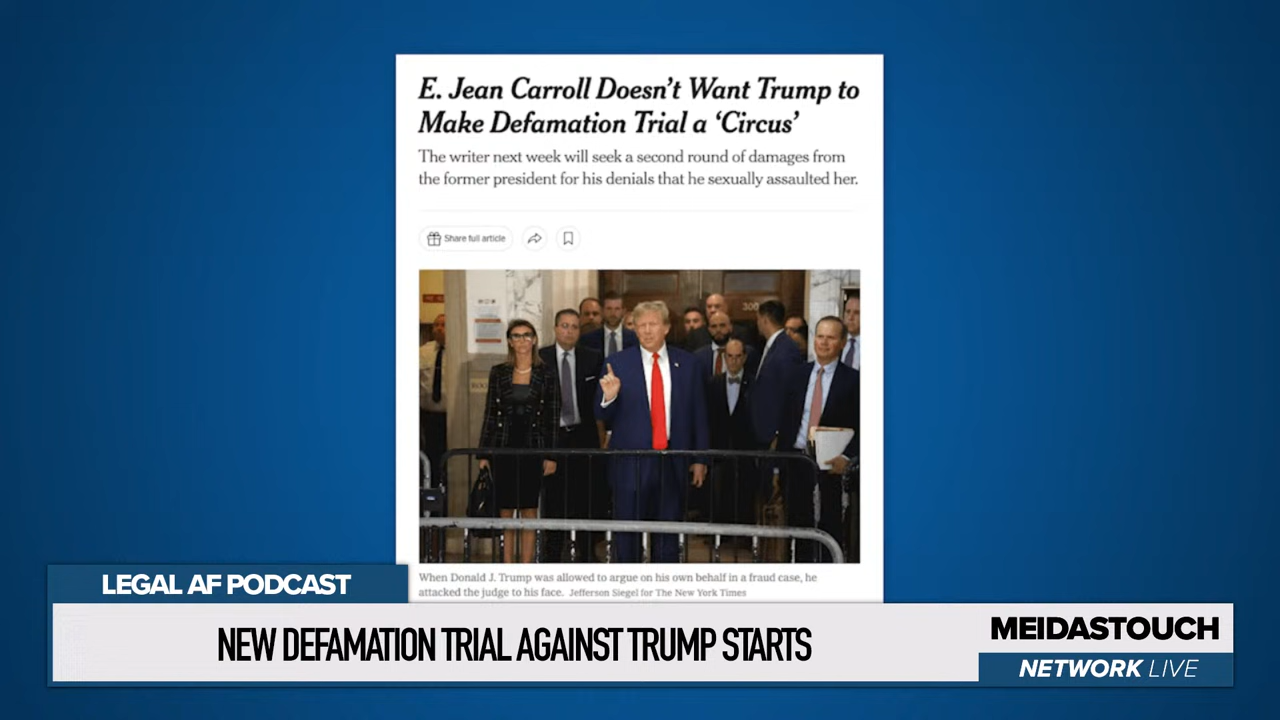 E. Jean Carroll Doesn’t Want Trump to
Make Defamation Trial a ‘Circus’
The writer next week will seek a second round of damages from
the former president for his denials that he sexually assaulted her.
Share full article
300
When Donald J. Trump was allowed to argue on his own behalf in a fraud case, he
attacked the judge to his face. Jefferson Siegel for The New York Times
LEGAL AF PODCAST
NEW DEFAMATION TRIAL AGAINST TRUMP STARTS
MEIDASTOUCH
NETWORK LIVE